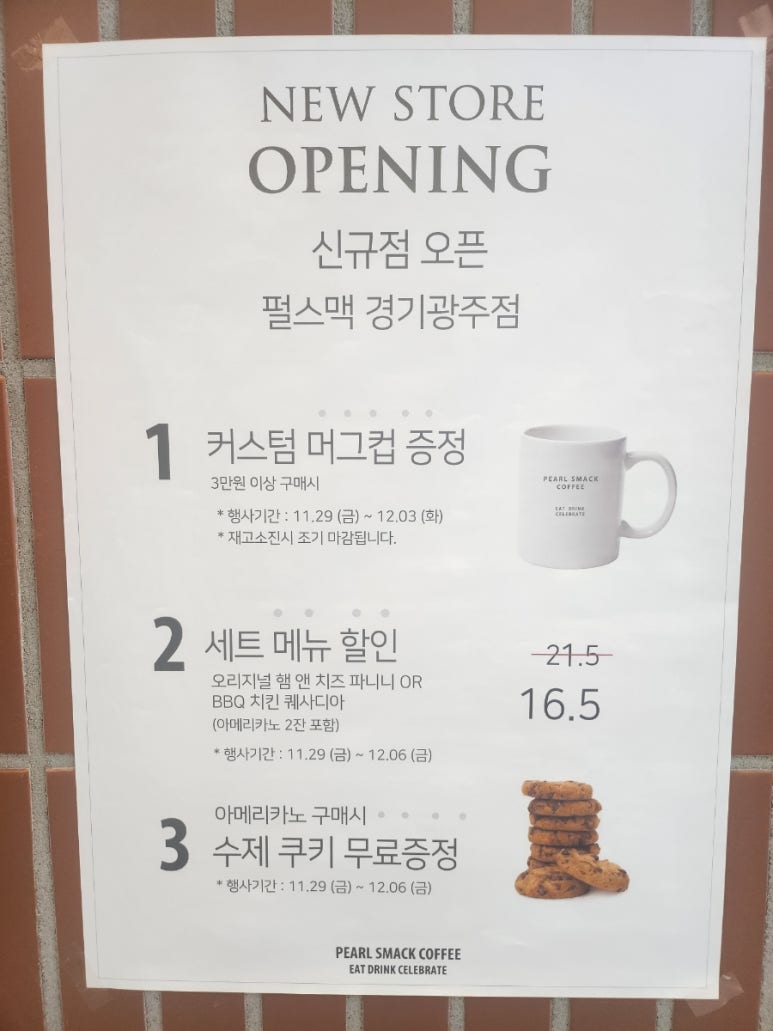 NEW STORE
OPENING
신규점 오픈
펄스맥 경기광주점
1 커스텀 머그컵 증정
3만원 이상 구매시
* 행사기간 : 11.29 (금) ~ 12.03 (화)
* 재고소진시 조기 마감됩니다.
PEARL SMACK
COFFEE
EAT DRINK
CELEBRATE
2 세트 메뉴 할인
오리지널 햄 앤 치즈 파니니 OR
BBQ 치킨 퀘사디아
(아메리카노 2잔 포함)
* 행사기간 : 11.29 (금) ~ 12.06 (금)
21.5
16.5
3 아메리카노 구매시
수제 쿠키 무료증정
* 행사기간 : 11.29 (금) ~ 12.06 (금)
PEARL SMACK COFFEE
EAT DRINK CELEBRATE